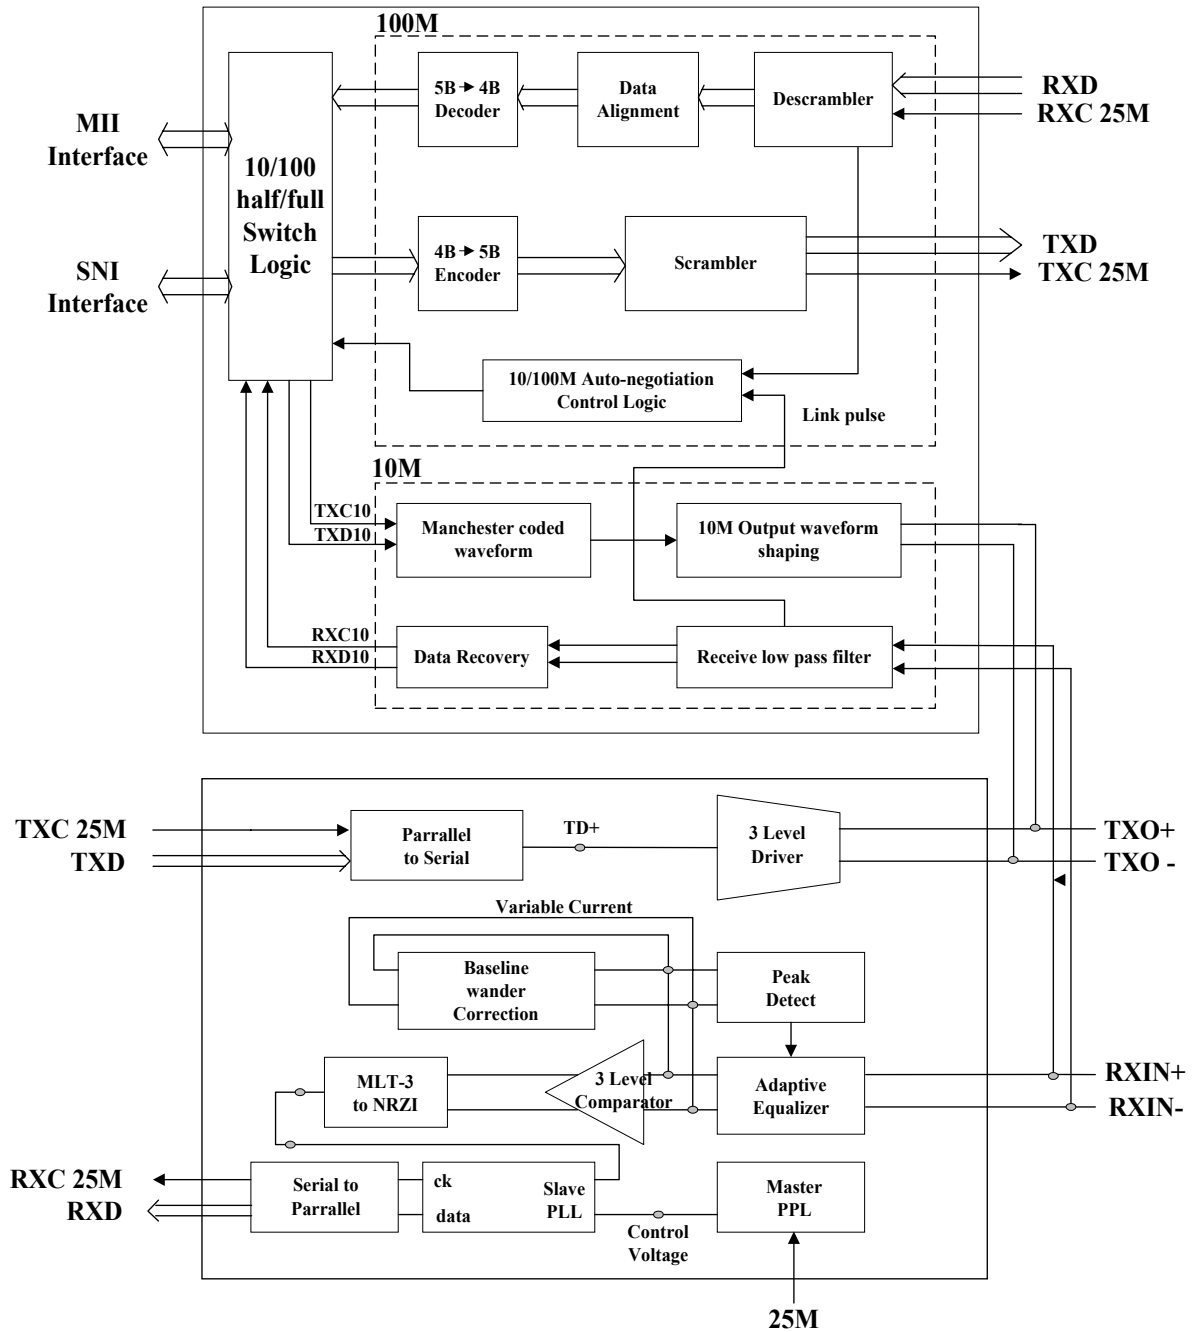 100M
MII
Interface
SNI
Interface
10/100
half/full
Switch
Logic
5B → 4B
Decoder
Data
Alignment
Descrambler
RXD
RXC 25M
4B → 5B
Encoder
Scrambler
TXD
TXC 25M
10/100M Auto-negotiation
Control Logic
Link pulse
10M
TXC10
TXD10
Manchester coded
waveform
10M Output waveform
shaping
RXC10
RXD10
Data Recovery
Receive low pass filter
TXC 25M
TXD
Parrallel
to Serial
TD+
3 Level
Driver
TXO+
TXO -
Variable Current
Baseline
wander
Correction
Peak
Detect
MLT-3
to NRZI
3 Level
Comparator
Adaptive
Equalizer
RXIN+
RXIN-
RXC 25M
RXD
Serial to
Parrallel
ck
data
Slave
PLL
Control
Voltage
Master
PPL
25M